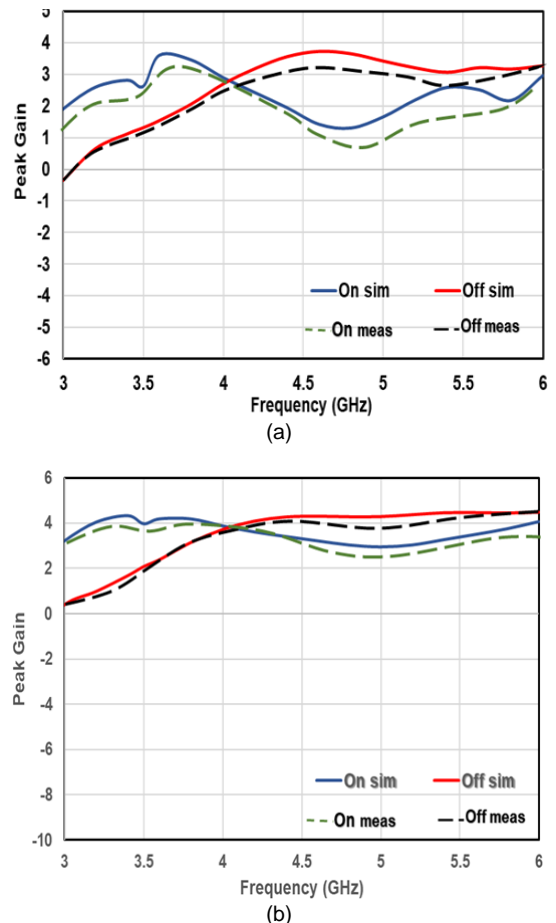 5
4
3
2
1
0
-1
-2
-3
-4
-5
-6
Peak Gain
On sim Off sim
On meas Off meas
3 3.5 4 4.5 5 5.5 6
Frequency (GHz)
(a)
6
4
2
0
-2
-4
-6
-8
-10
Peak Gain
On sim Off sim
On meas Off meas
3 3.5 4 4.5 5 5.5 6
Frequency (GHz)
(b)